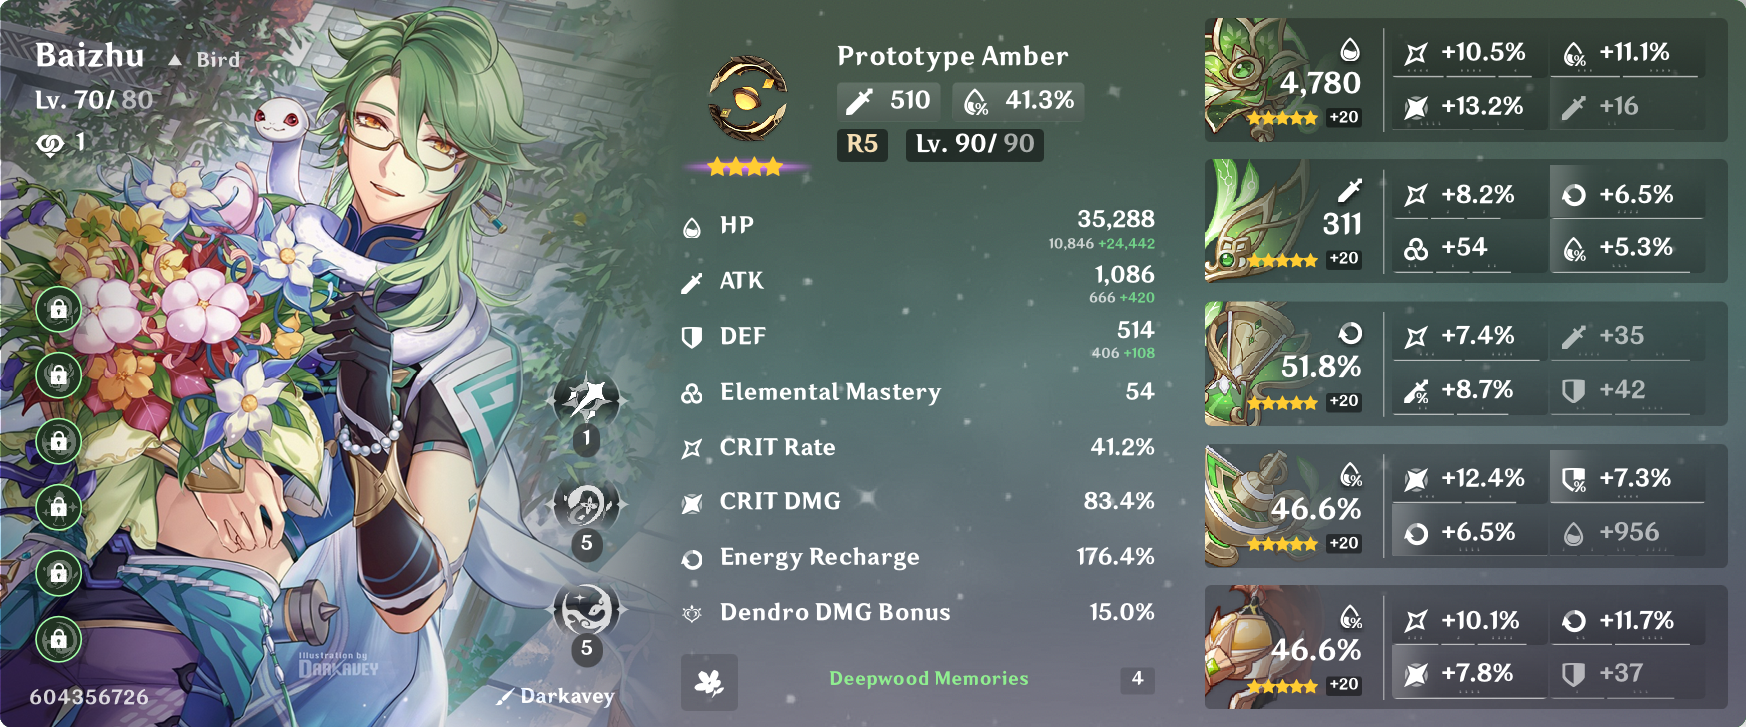 Baizhu ▲ Bird
Lv. 70/ 80
1
1
5
5
Illustration by
DARKAVEY
604356726
Darkavey
Prototype Amber
510 41.3%
R5 Lv. 90/ 90
HP 35,288
10,846 +24,442
ATK 1,086
666 +420
DEF 514
406 +108
Elemental Mastery 54
CRIT Rate 41.2%
CRIT DMG 83.4%
Energy Recharge 176.4%
Dendro DMG Bonus 15.0%
Deepwood Memories 4
4,780
+20
+10.5% +11.1%
+13.2% +16
311
+20
+8.2% +6.5%
+54 +5.3%
51.8%
+20
+7.4% +35
+8.7% +42
46.6%
+20
+12.4% +7.3%
+6.5% +956
46.6%
+20
+10.1% +11.7%
+7.8% +37